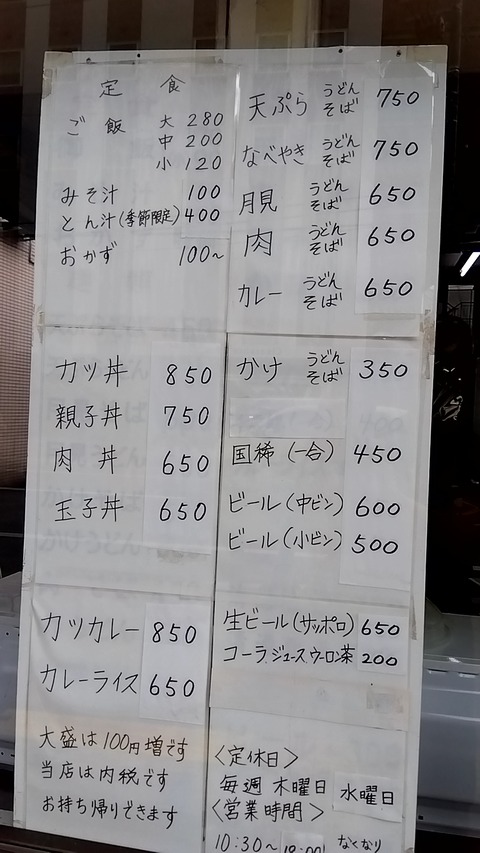 定食
ご飯 大 280
中 200
小 120
みそ汁 100
とん汁(季節限定) 400
おかず 100~
カツ丼 850
親子丼 750
肉丼 650
玉子丼 650
カツカレー 850
カレーライス 650
大盛は100円増です
当店は内税です
お持ち帰りできます
天ぷら うどん そば 750
なべやき うどん そば 750
月見 うどん そば 650
肉 うどん そば 650
カレー うどん そば 650
かけ うどん そば 350
国稀(一合) 450
ビール(中ビン) 600
ビール(小ビン) 500
生ビール(サッポロ) 650
コーラ、ジュース、ウーロン茶 200
〈定休日〉
毎週 木曜日 水曜日
〈営業時間〉
10:30~ なくなり